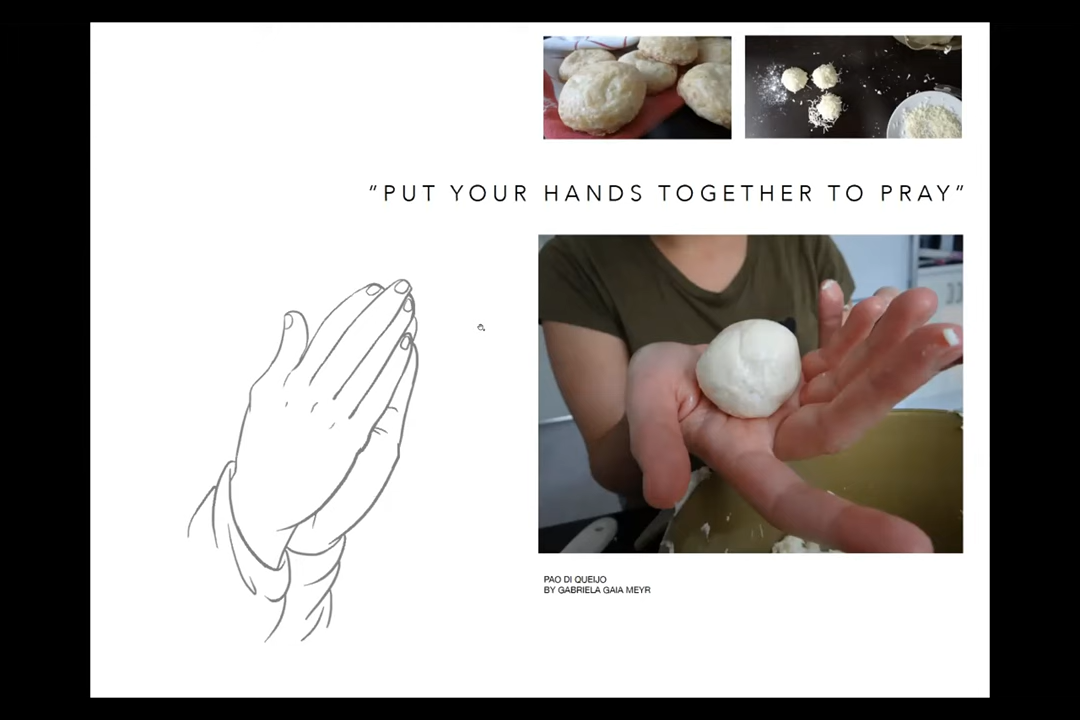 “PUT YOUR HANDS TOGETHER TO PRAY”
PAO DI QUEIJO
BY GABRIELA GAIA MEYR